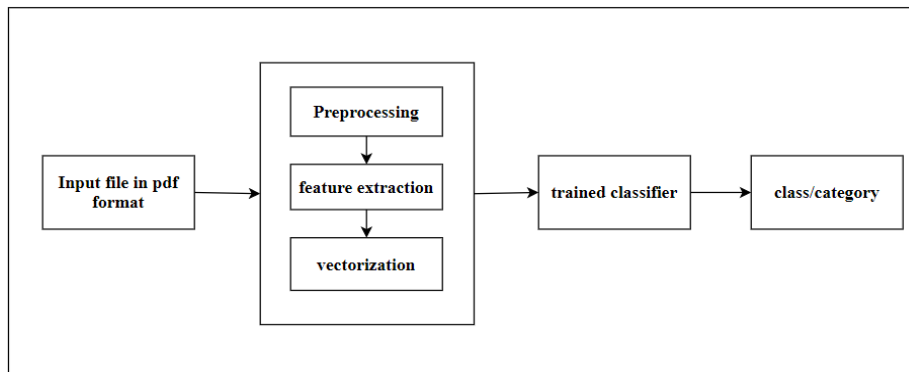 Input file in pdf
format
Preprocessing
feature extraction
vectorization
trained classifier
class/category